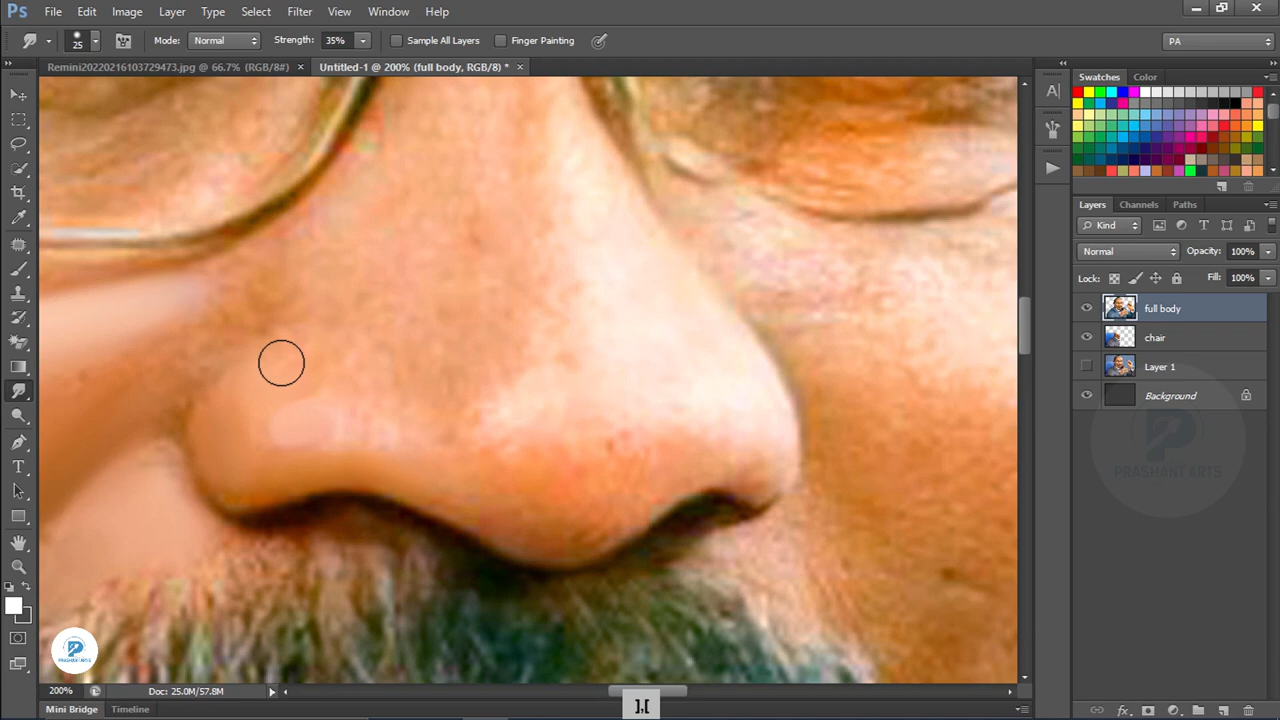 Ps File Edit Image Layer Type Select Filter View Window Help
25 Mode: Normal Strength: 35% Sample All Layers Finger Painting PA
Remini20220216103729473.jpg @ 66.7% (RGB/8#) × Untitled-1 @ 200% (full body, RGB/8) * ×
Swatches Color
Layers Channels Paths
Kind
Normal Opacity: 100%
Lock: Fill: 100%
full body
chair
Layer 1
Background
PRASHANT ARTS
PRASHANT ARTS
200% Doc: 25.0M/57.8M
],[
Mini Bridge Timeline